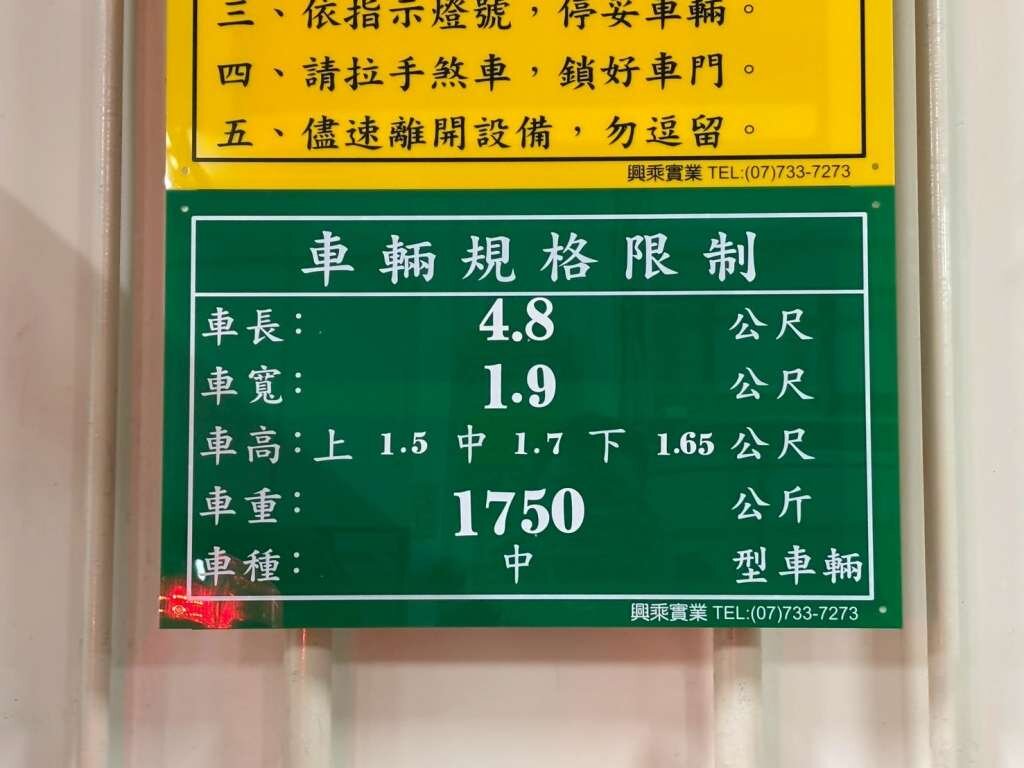 三、依指示燈號，停妥車輛。
四、請拉手煞車，鎖好車門。
五、儘速離開設備，勿逗留。
興乘實業 TEL:(07)733-7273
車輛規格限制
車長： 4.8 公尺
車寬： 1.9 公尺
車高：上 1.5 中 1.7 下 1.65 公尺
車重： 1750 公斤
車種： 中 型車輛
興乘實業 TEL:(07)733-7273